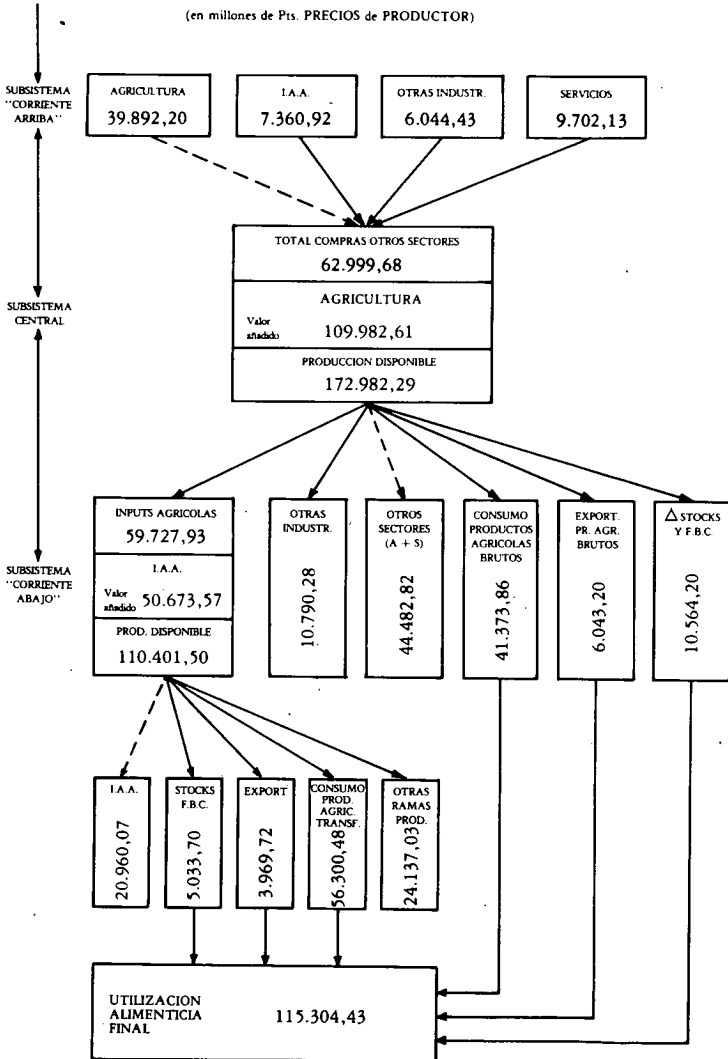 (en millones de Pts. PRECIOS de PRODUCTOR)
SUBSISTEMA
"CORRIENTE
ARRIBA"
AGRICULTURA
39.892,20
I.A.A.
7.360,92
OTRAS INDUSTR.
6.044,43
SERVICIOS
9.702,13
TOTAL COMPRAS OTROS SECTORES
62.999,68
SUBSISTEMA
CENTRAL
AGRICULTURA
Valor
añadido
109.982,61
PRODUCCION DISPONIBLE
172.982,29
SUBSISTEMA
"CORRIENTE
ABAJO"
INPUTS AGRICOLAS
59.727,93
I.A.A.
Valor
añadido
50.673,57
PROD. DISPONIBLE
110.401,50
OTRAS
INDUSTR.
10.790,28
OTROS
SECTORES
(A + S)
44.482,82
CONSUMO
PRODUCTOS
AGRICOLAS
BRUTOS
41.373,86
EXPORT.
PR. AGR.
BRUTOS
6.043,20
△ STOCKS
Y F.B.C.
10.564,20
I.A.A.
20.960,07
STOCKS
F.B.C.
5.033,70
EXPORT
3.969,72
CONSUMO
PROD.
AGRIC.
TRANSF.
56.300,48
OTRAS
RAMAS
PROD.
24.137,03
UTILIZACION
ALIMENTICIA
FINAL
115.304,43